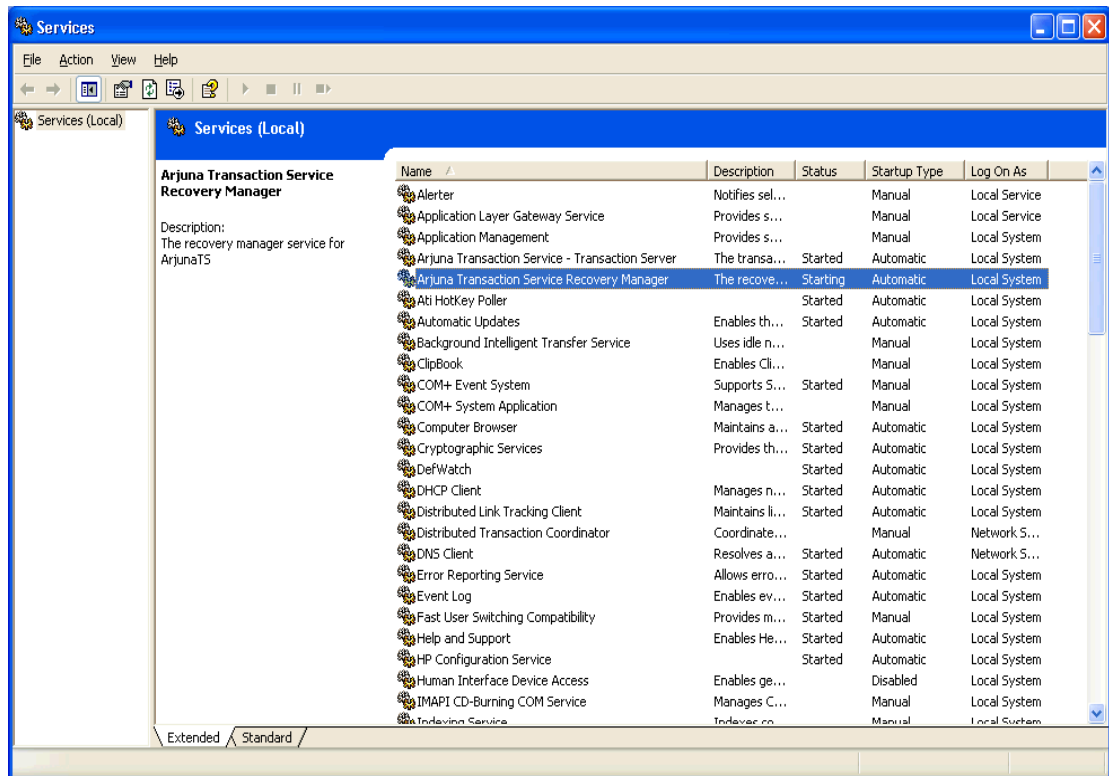 Services
File Action View Help
Services (Local)
Services (Local)
Arjuna Transaction Service
Recovery Manager
Description:
The recovery manager service for
ArjunaTS
Name Description Status Startup Type Log On As
Alerter Notifies sel... Manual Local Service
Application Layer Gateway Service Provides s... Manual Local Service
Application Management Provides s... Manual Local System
Arjuna Transaction Service - Transaction Server The transa... Started Automatic Local System
Arjuna Transaction Service Recovery Manager The recove... Starting Automatic Local System
Ati HotKey Poller Started Automatic Local System
Automatic Updates Enables th... Started Automatic Local System
Background Intelligent Transfer Service Uses idle n... Manual Local System
ClipBook Enables Cli... Manual Local System
COM+ Event System Supports S... Started Manual Local System
COM+ System Application Manages t... Manual Local System
Computer Browser Maintains a... Started Automatic Local System
Cryptographic Services Provides th... Started Automatic Local System
DefWatch Started Automatic Local System
DHCP Client Manages n... Started Automatic Local System
Distributed Link Tracking Client Maintains li... Started Automatic Local System
Distributed Transaction Coordinator Coordinate... Manual Network S...
DNS Client Resolves a... Started Automatic Network S...
Error Reporting Service Allows erro... Started Automatic Local System
Event Log Enables ev... Started Automatic Local System
Fast User Switching Compatibility Provides m... Started Manual Local System
Help and Support Enables He... Started Automatic Local System
HP Configuration Service Started Automatic Local System
Human Interface Device Access Enables ge... Disabled Local System
IMAPI CD-Burning COM Service Manages C... Manual Local System
Indexing Service Indexes co... Manual Local System
Extended Standard